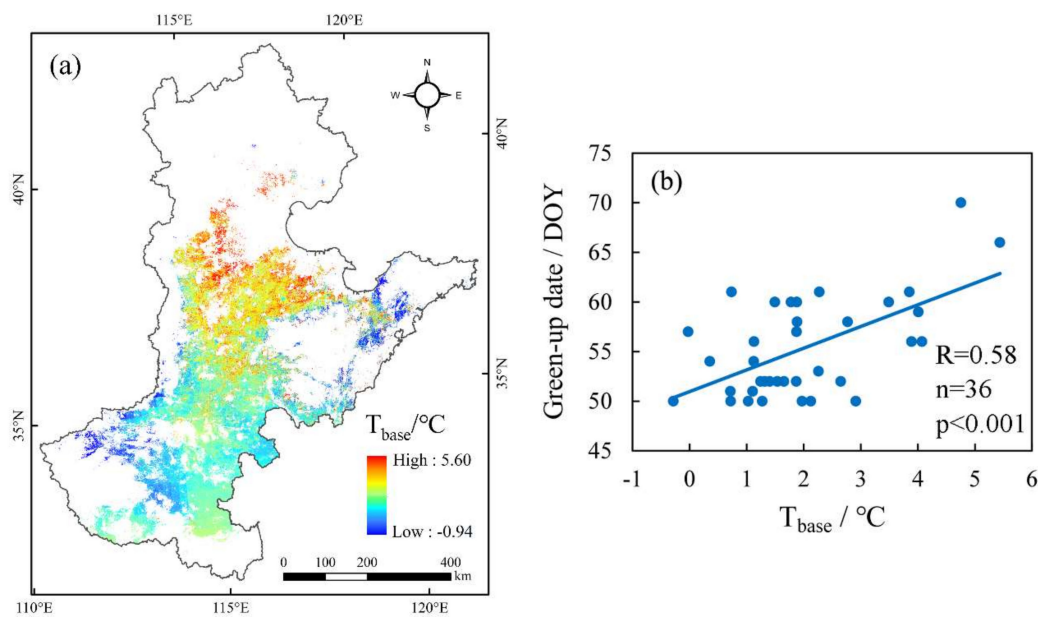 115°E 120°E
(a)
N
W E
S
40°N
40°N
35°N
35°N
T_base/°C
High : 5.60
Low : -0.94
0 100 200 400
km
110°E 115°E 120°E
(b)
Green-up date / DOY
75
70
65
60
55
50
45
R=0.58
n=36
p<0.001
-1 0 1 2 3 4 5 6
T_base / °C